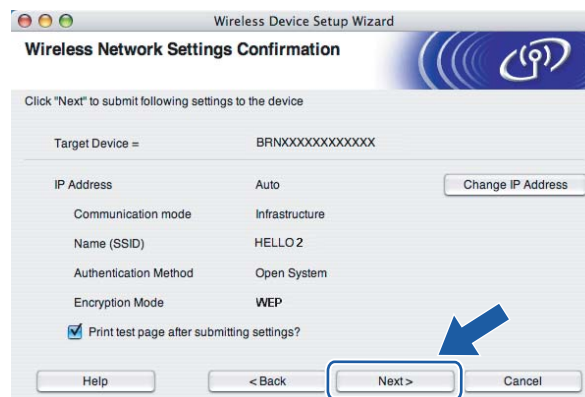 Wireless Device Setup Wizard
Wireless Network Settings Confirmation
Click "Next" to submit following settings to the device
Target Device = BRNXXXXXXXXXXXX
IP Address Auto Change IP Address
Communication mode Infrastructure
Name (SSID) HELLO2
Authentication Method Open System
Encryption Mode WEP
Print test page after submitting settings?
Help < Back Next > Cancel